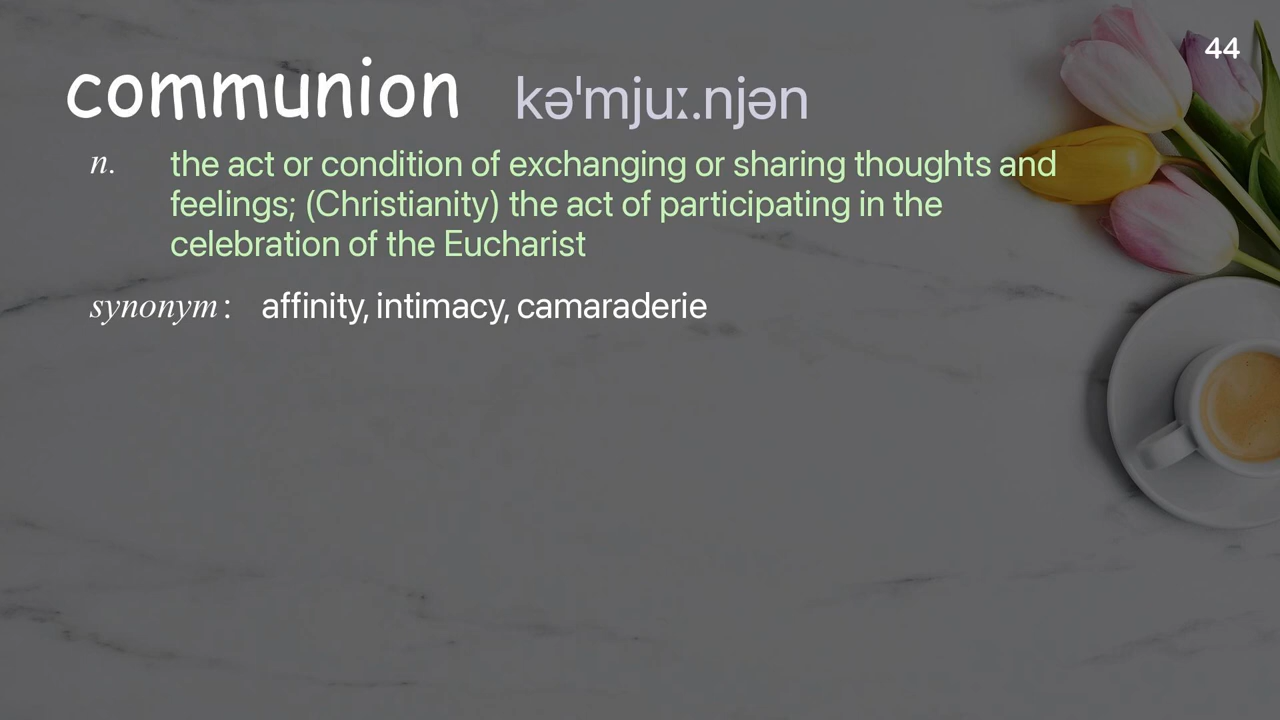 44
communion kəˈmjuː.njən
n. the act or condition of exchanging or sharing thoughts and
feelings; (Christianity) the act of participating in the
celebration of the Eucharist
synonym : affinity, intimacy, camaraderie